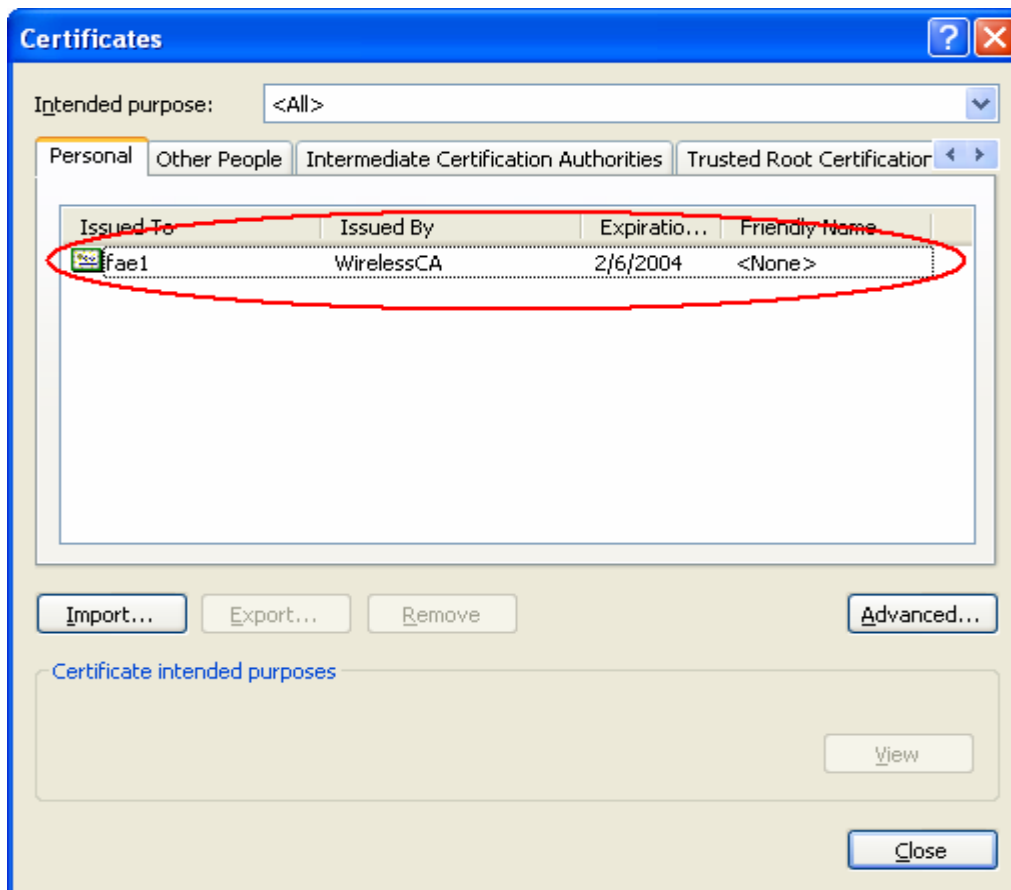 Certificates
Intended purpose: <All>
Personal Other People Intermediate Certification Authorities Trusted Root Certification
Issued To Issued By Expiratio... Friendly Name
fae1 WirelessCA 2/6/2004 <None>
Import... Export... Remove Advanced...
Certificate intended purposes
View
Close